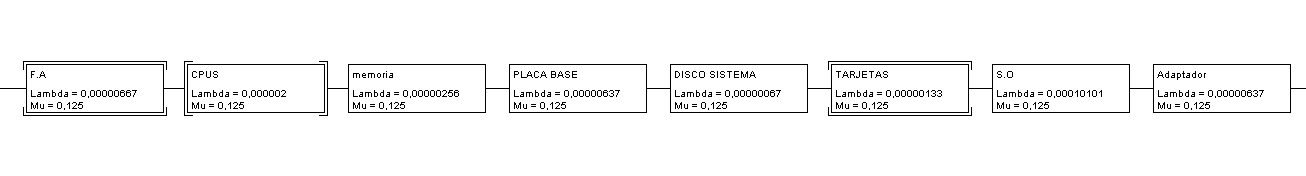 F.A
Lambda = 0,00000667
Mu = 0,125
CPUS
Lambda = 0,000002
Mu = 0,125
memoria
Lambda = 0,00000256
Mu = 0,125
PLACA BASE
Lambda = 0,00000637
Mu = 0,125
DISCO SISTEMA
Lambda = 0,00000067
Mu = 0,125
TARJETAS
Lambda = 0,00000133
Mu = 0,125
S.O
Lambda = 0,00010101
Mu = 0,125
Adaptador
Lambda = 0,00000637
Mu = 0,125